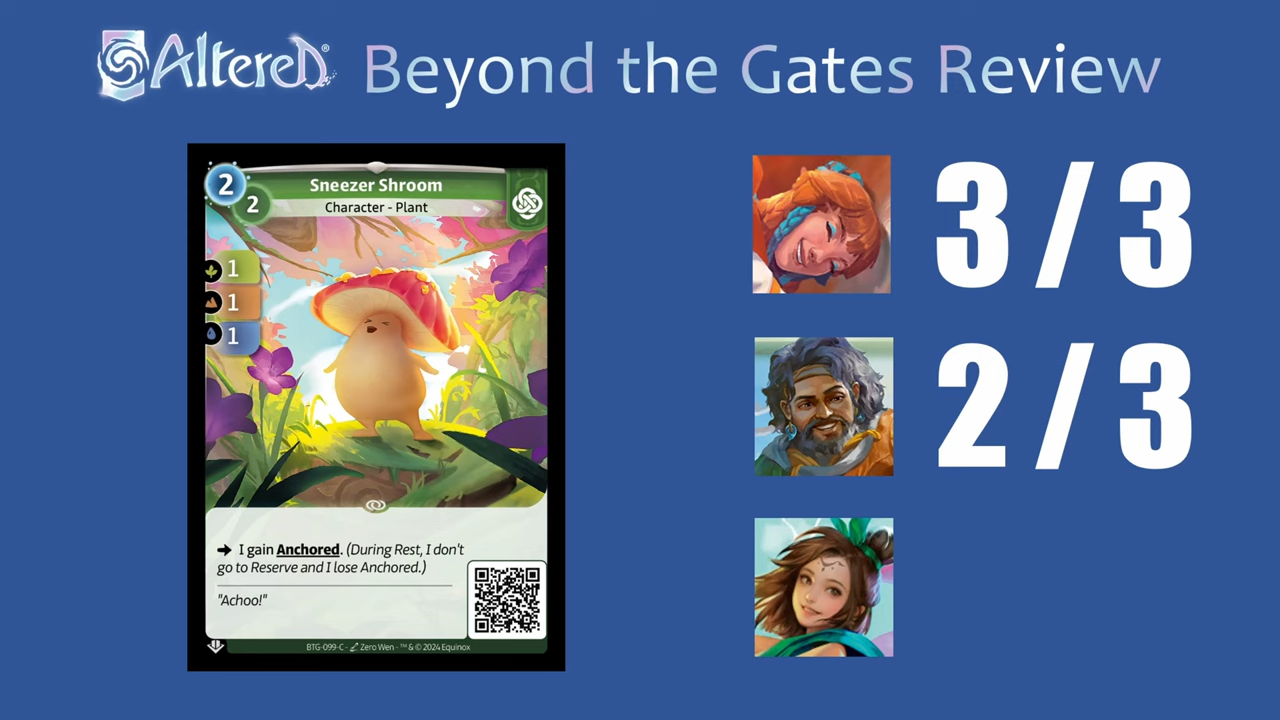 Altered® Beyond the Gates Review
2
2
Sneezer Shroom
Character - Plant
1
1
1
➔ I gain Anchored. (During Rest, I don't
go to Reserve and I lose Anchored.)
"Achoo!"
BTG-099-C - Zero Wen - ™ & © 2024 Equinox
3 / 3
2 / 3